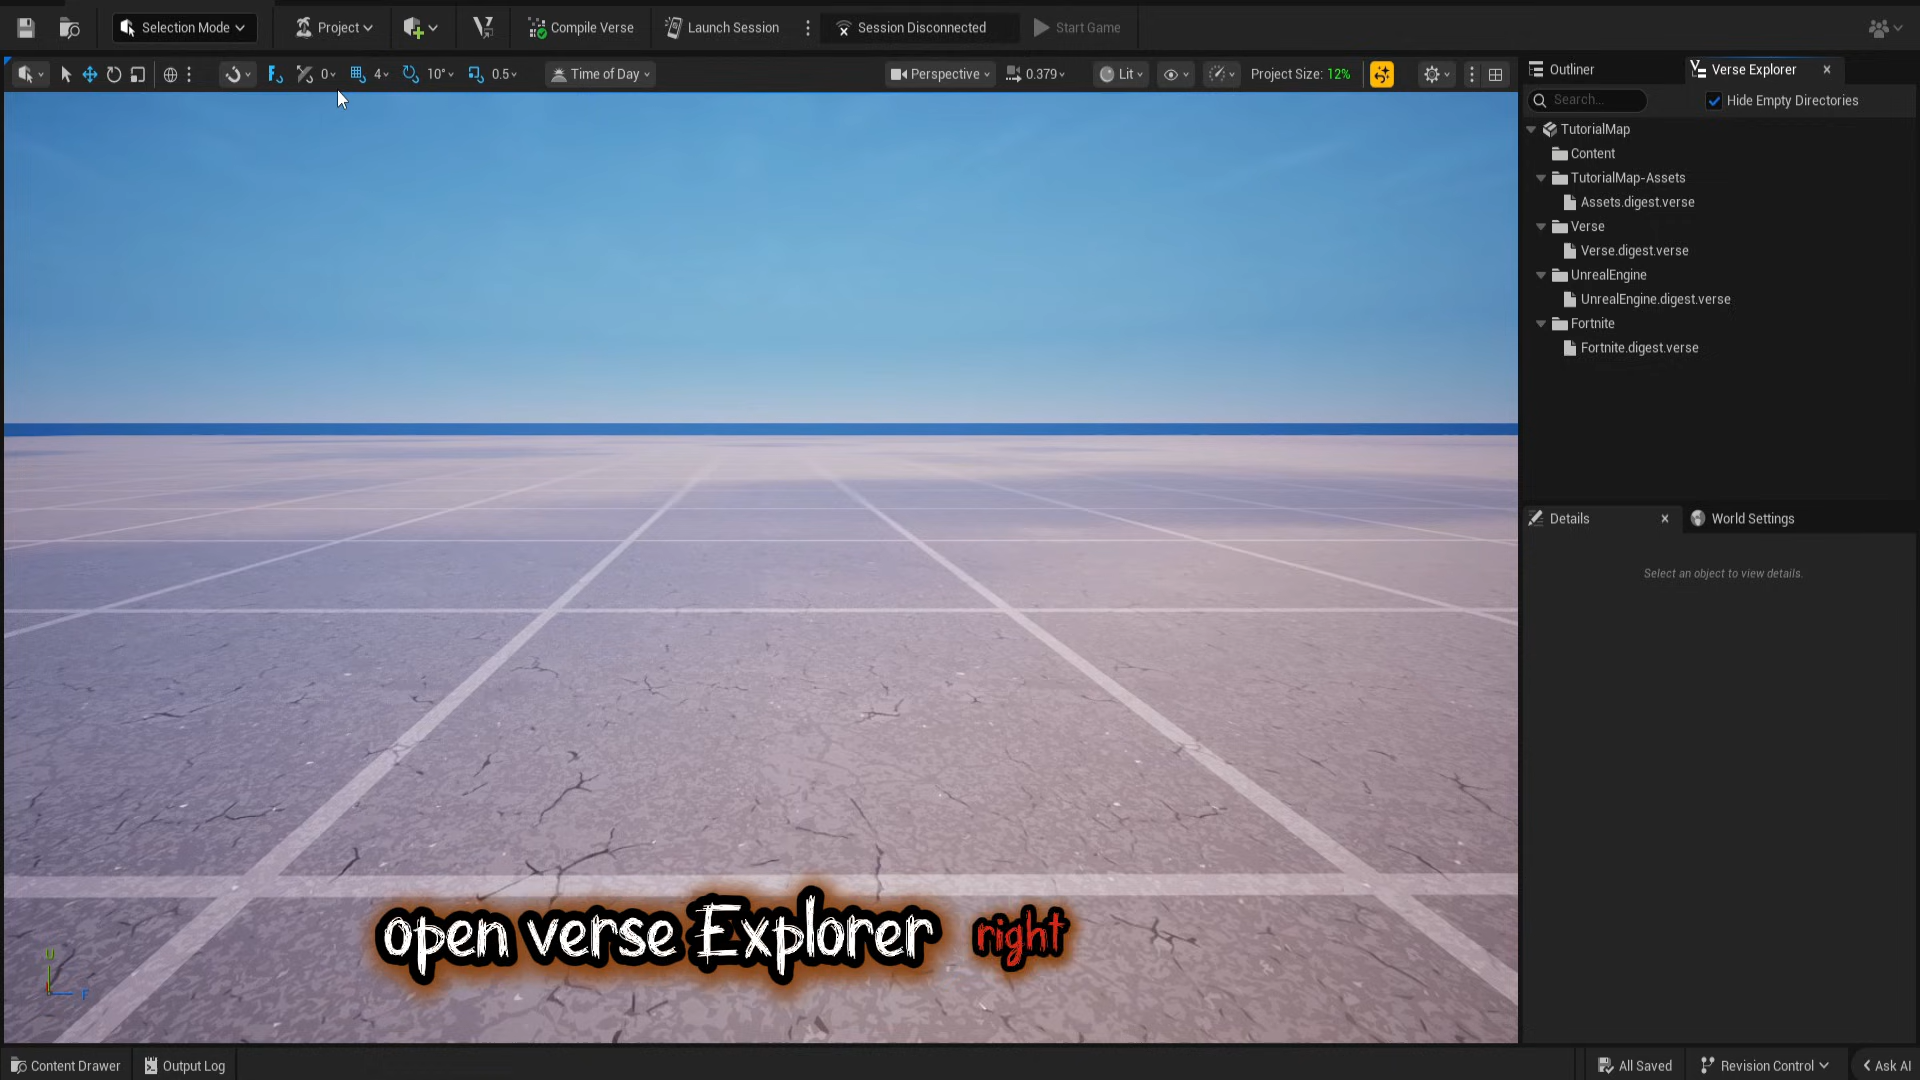 Selection Mode
Project
Compile Verse
Launch Session
Session Disconnected
Start Game
0
4
10°
0.5
Time of Day
Perspective
0.379
Lit
Project Size: 12%
Outliner
Verse Explorer
Search...
Hide Empty Directories
TutorialMap
Content
TutorialMap-Assets
Assets.digest.verse
Verse
Verse.digest.verse
UnrealEngine
UnrealEngine.digest.verse
Fortnite
Fortnite.digest.verse
Details
World Settings
Select an object to view details.
open verse Explorer right
U
F
Content Drawer
Output Log
All Saved
Revision Control
Ask AI